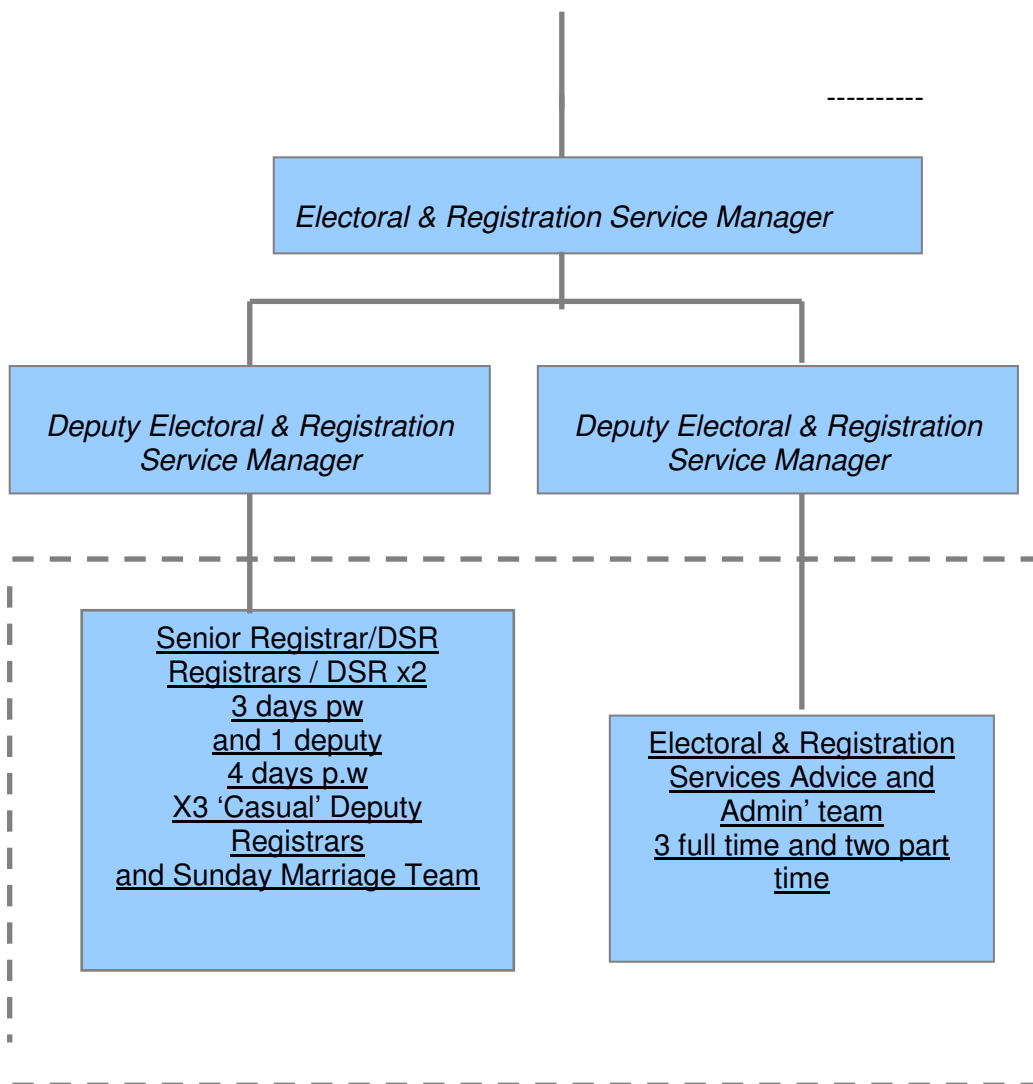 ----------
Electoral & Registration Service Manager
Deputy Electoral & Registration
Service Manager
Deputy Electoral & Registration
Service Manager
Senior Registrar/DSR
Registrars / DSR x2
3 days pw
and 1 deputy
4 days p.w
X3 ‘Casual’ Deputy
Registrars
and Sunday Marriage Team
Electoral & Registration
Services Advice and
Admin’ team
3 full time and two part
time